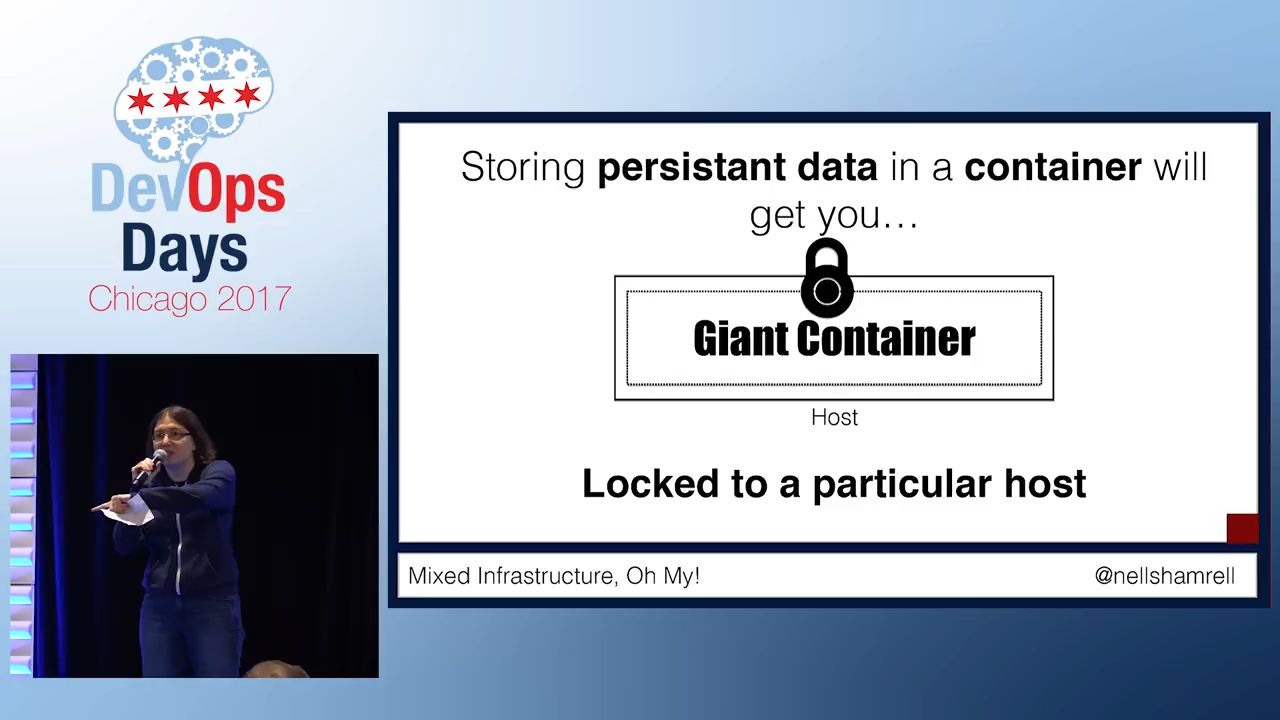 DevOps
Days
Chicago 2017
Storing persistant data in a container will
get you…
Giant Container
Host
Locked to a particular host
Mixed Infrastructure, Oh My!
@nellshamrell